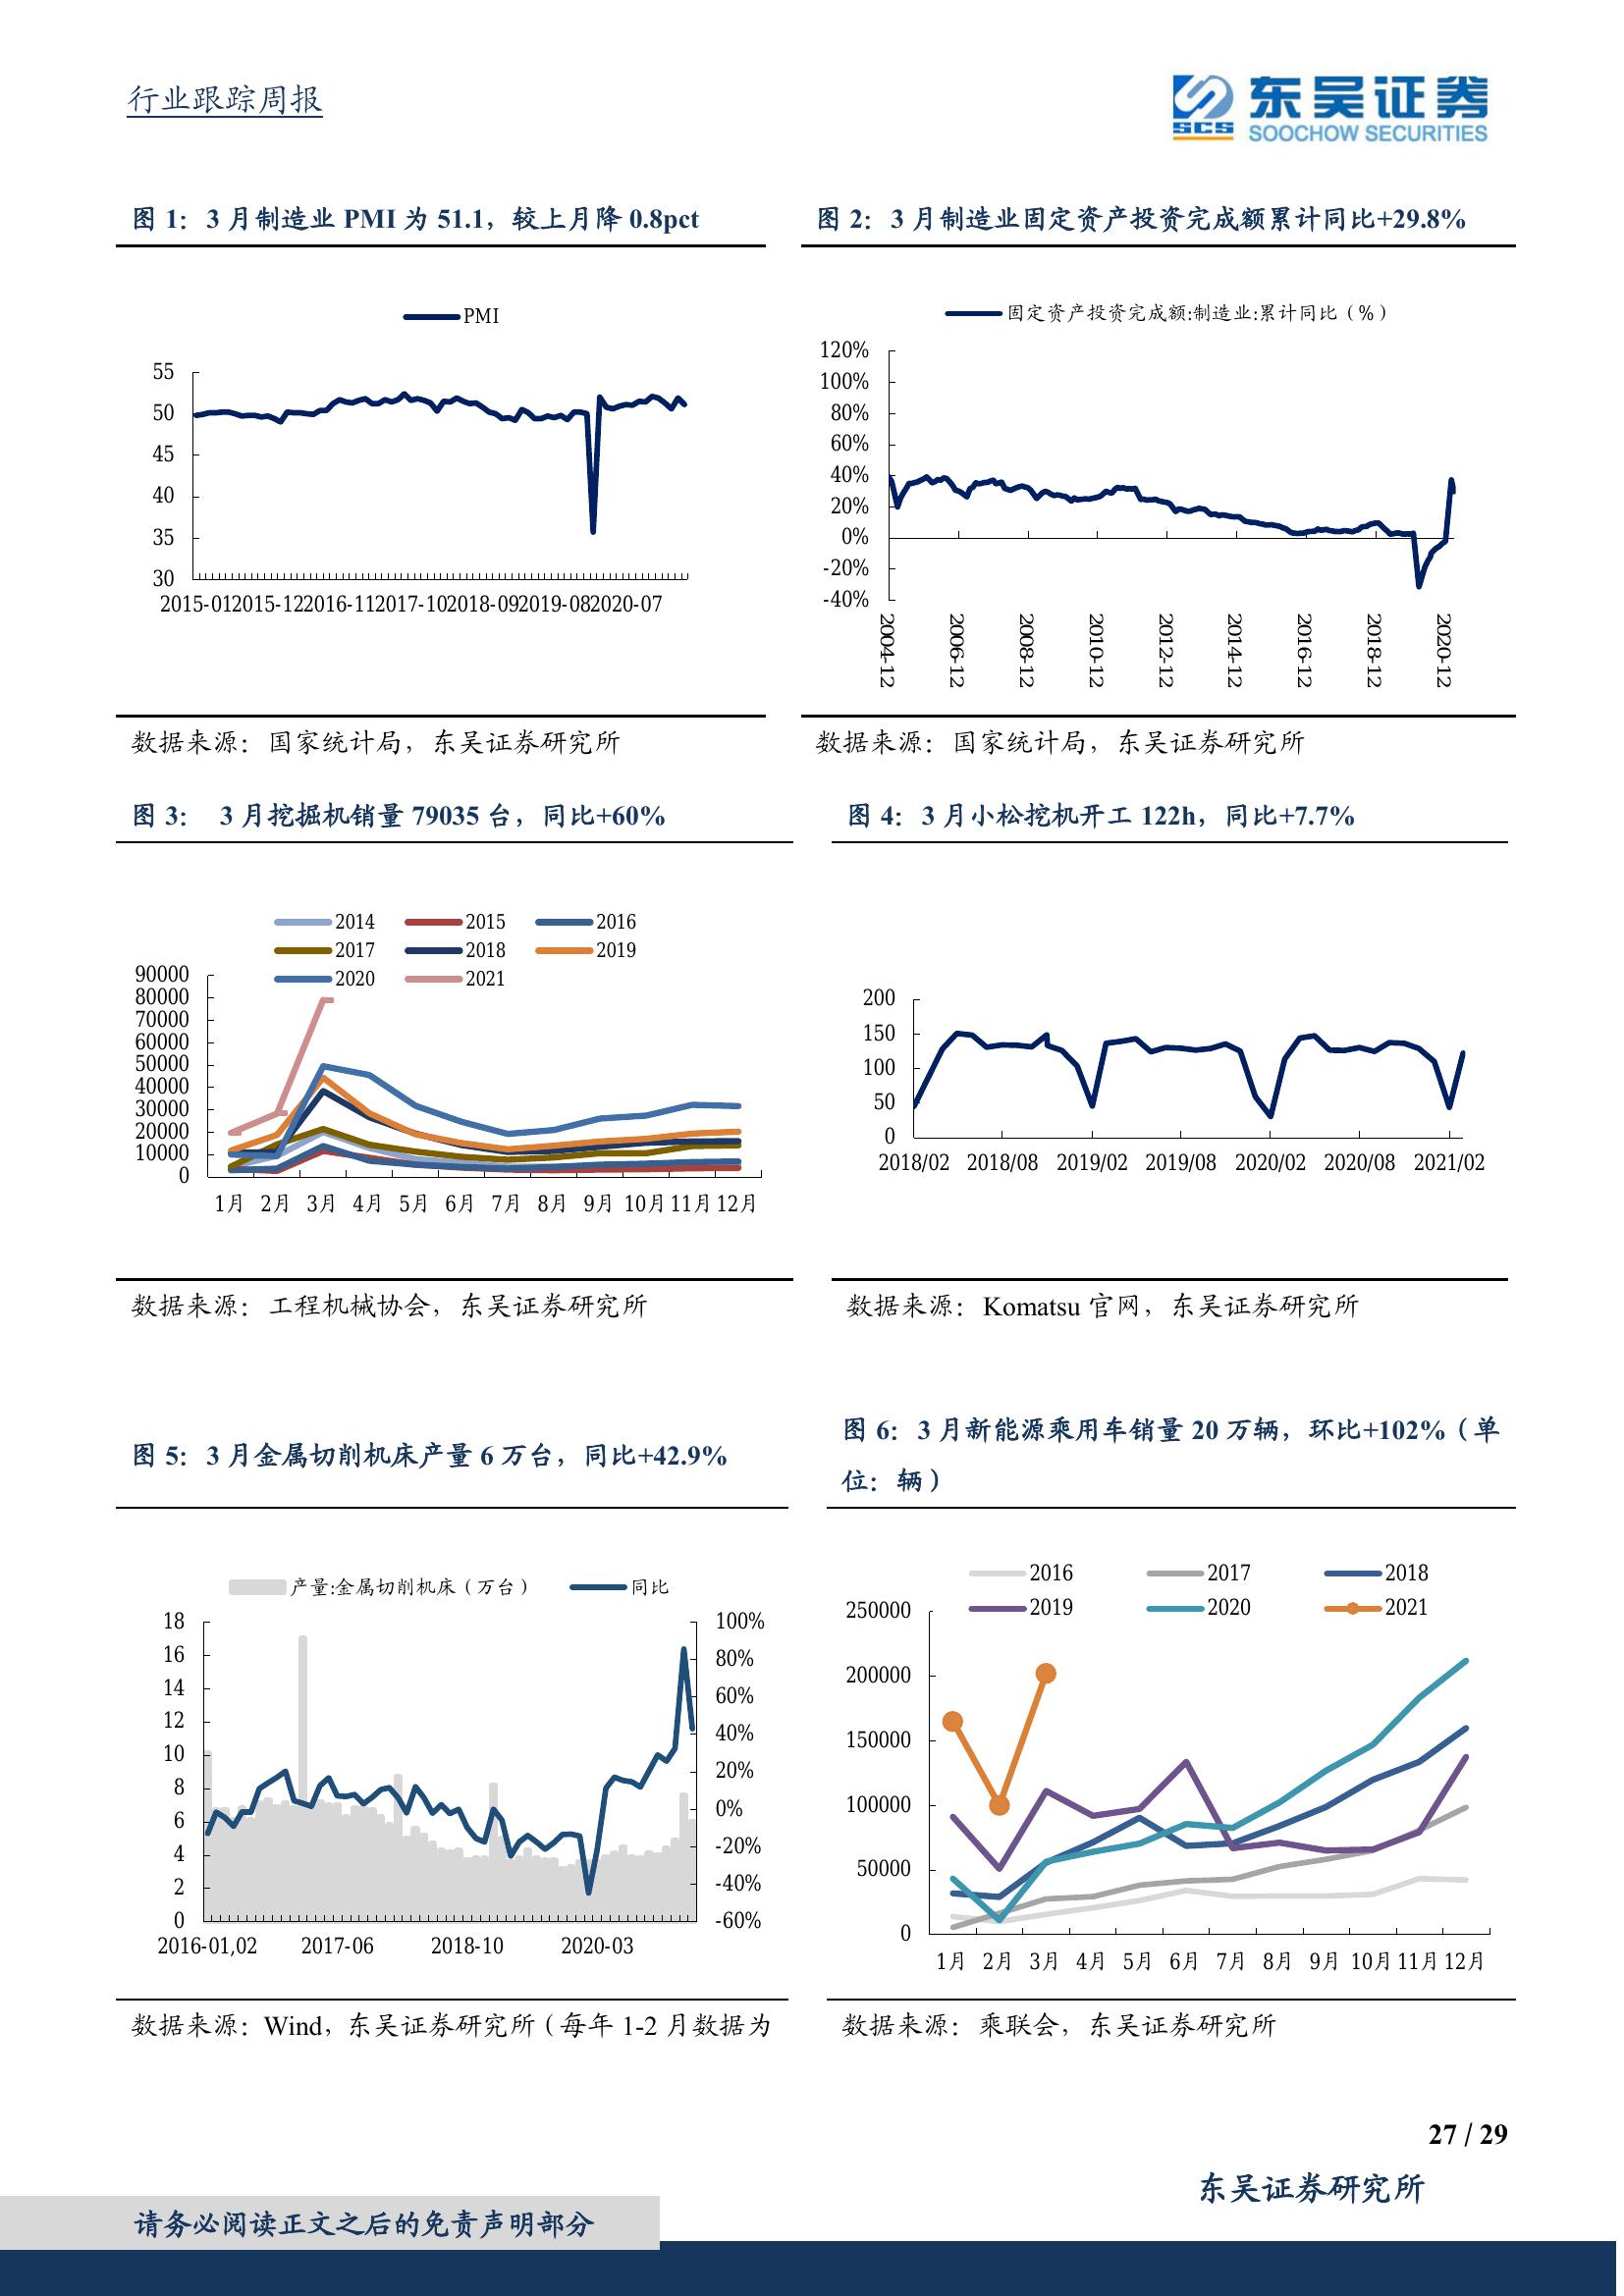 行业跟踪周报
SCS
东吴证券
SOOCHOW SECURITIES
图 1：3 月制造业 PMI 为 51.1，较上月降 0.8pct
PMI
55
50
45
40
35
30
2015-01 2015-12 2016-11 2017-10 2018-09 2019-08 2020-07
数据来源：国家统计局，东吴证券研究所
图 2：3 月制造业固定资产投资完成额累计同比+29.8%
固定资产投资完成额:制造业:累计同比（%）
120%
100%
80%
60%
40%
20%
0%
-20%
-40%
2004-12 2006-12 2008-12 2010-12 2012-12 2014-12 2016-12 2018-12 2020-12
数据来源：国家统计局，东吴证券研究所
图 3： 3 月挖掘机销量 79035 台，同比+60%
2014 2015 2016
2017 2018 2019
2020 2021
90000
80000
70000
60000
50000
40000
30000
20000
10000
0
1月 2月 3月 4月 5月 6月 7月 8月 9月 10月 11月 12月
数据来源：工程机械协会，东吴证券研究所
图 4：3 月小松挖机开工 122h，同比+7.7%
200
150
100
50
0
2018/02 2018/08 2019/02 2019/08 2020/02 2020/08 2021/02
数据来源：Komatsu 官网，东吴证券研究所
图 5：3 月金属切削机床产量 6 万台，同比+42.9%
产量:金属切削机床（万台） 同比
18
16
14
12
10
8
6
4
2
0
100%
80%
60%
40%
20%
0%
-20%
-40%
-60%
2016-01,02 2017-06 2018-10 2020-03
数据来源：Wind，东吴证券研究所（每年 1-2 月数据为
图 6：3 月新能源乘用车销量 20 万辆，环比+102%（单
位：辆）
2016 2017 2018
2019 2020 2021
250000
200000
150000
100000
50000
0
1月 2月 3月 4月 5月 6月 7月 8月 9月 10月 11月 12月
数据来源：乘联会，东吴证券研究所
27 / 29
东吴证券研究所
请务必阅读正文之后的免责声明部分